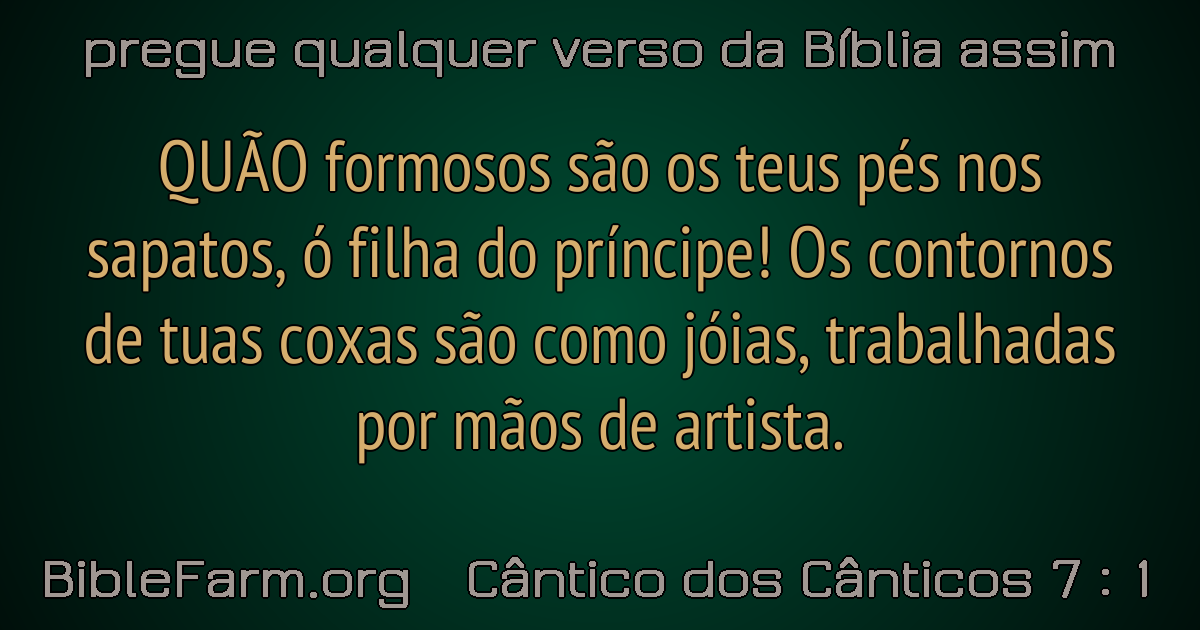 pregue qualquer verso da Bíblia assim
QUÃO formosos são os teus pés nos
sapatos, ó filha do príncipe! Os contornos
de tuas coxas são como jóias, trabalhadas
por mãos de artista.
BibleFarm.org Cântico dos Cânticos 7 : 1